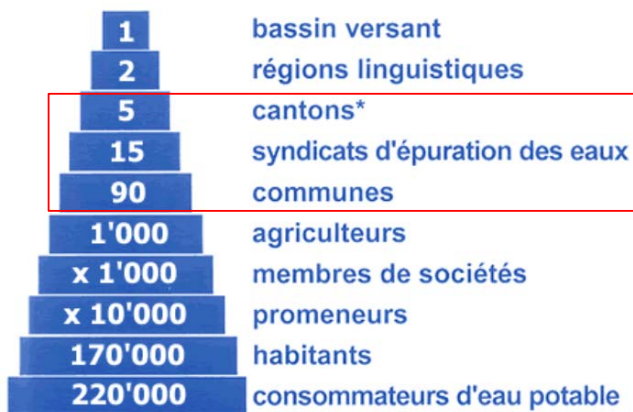 1 bassin versant
2 régions linguistiques
5 cantons*
15 syndicats d'épuration des eaux
90 communes
1'000 agriculteurs
x 1'000 membres de sociétés
x 10'000 promeneurs
170'000 habitants
220'000 consommateurs d'eau potable